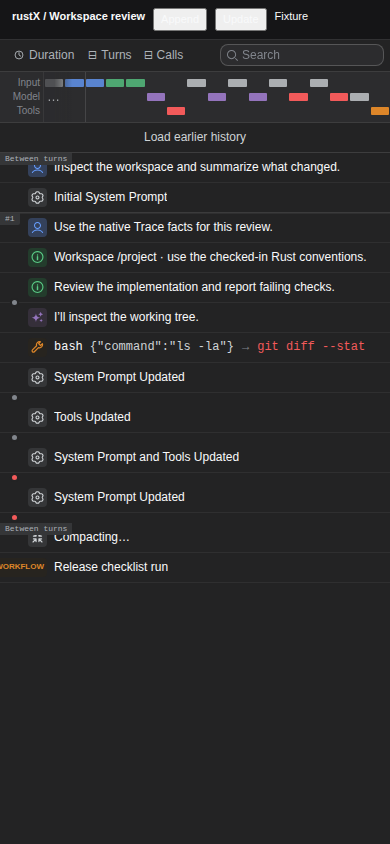 rustX / Workspace review Fixture
Duration Turns Calls Search
Input
Model ...
Tools
Load earlier history
Between turns
Inspect the workspace and summarize what changed.
Initial System Prompt
#1
Use the native Trace facts for this review.
Workspace /project · use the checked-in Rust conventions.
Review the implementation and report failing checks.
I'll inspect the working tree.
bash {"command":"ls -la"} → git diff --stat
System Prompt Updated
Tools Updated
System Prompt and Tools Updated
System Prompt Updated
Between turns
Compacting…
WORKFLOW Release checklist run